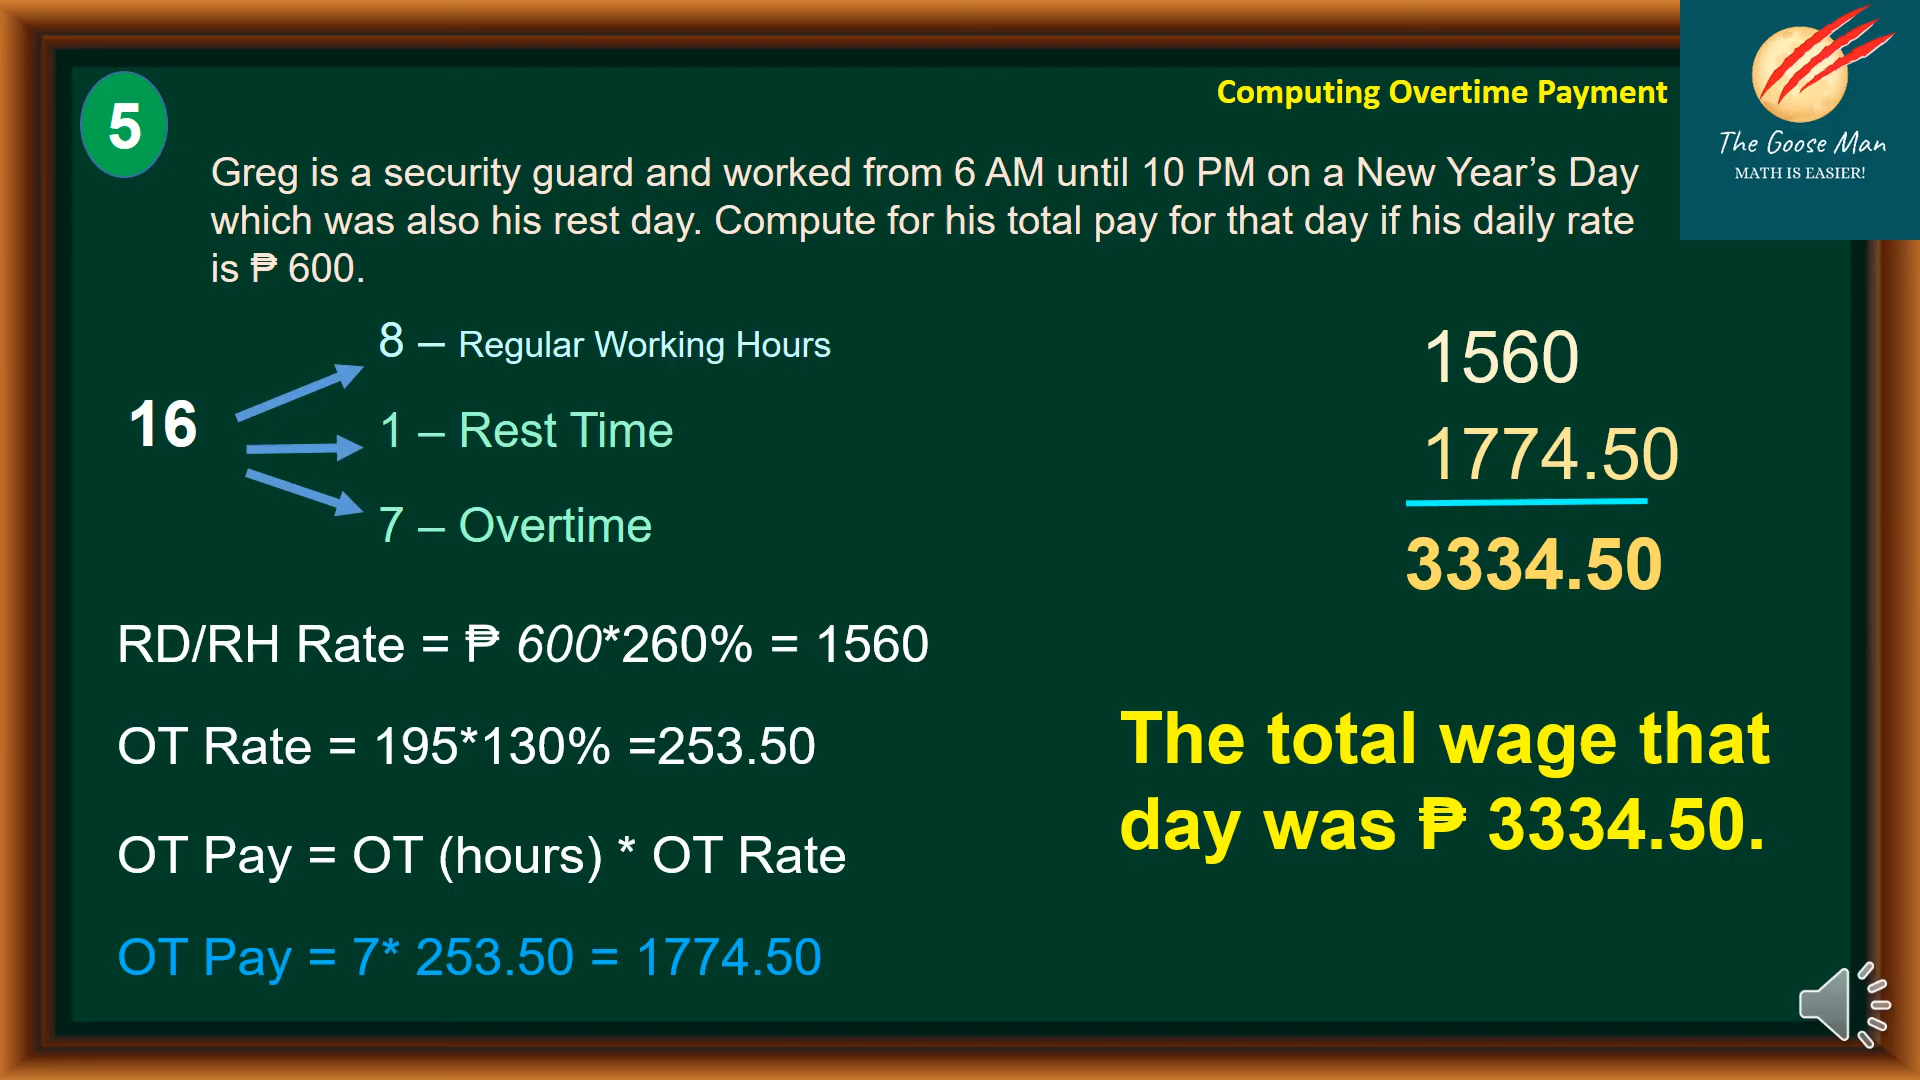 5
Computing Overtime Payment
The Goose Man
MATH IS EASIER!
Greg is a security guard and worked from 6 AM until 10 PM on a New Year’s Day
which was also his rest day. Compute for his total pay for that day if his daily rate
is ₱ 600.
16
8 – Regular Working Hours
1 – Rest Time
7 – Overtime
1560
1774.50
3334.50
RD/RH Rate = ₱ 600*260% = 1560
OT Rate = 195*130% =253.50
OT Pay = OT (hours) * OT Rate
OT Pay = 7* 253.50 = 1774.50
The total wage that
day was ₱ 3334.50.